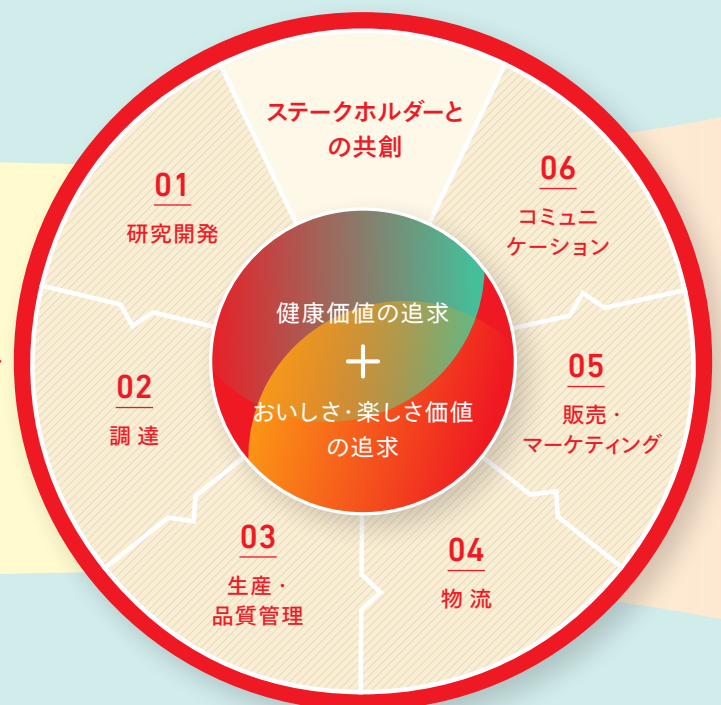 ステークホルダーと
の共創
01
研究開発
02
調達
03
生産・
品質管理
04
物流
05
販売・
マーケティング
06
コミュニ
ケーション
健康価値の追求
+
おいしさ・楽しさ価値
の追求